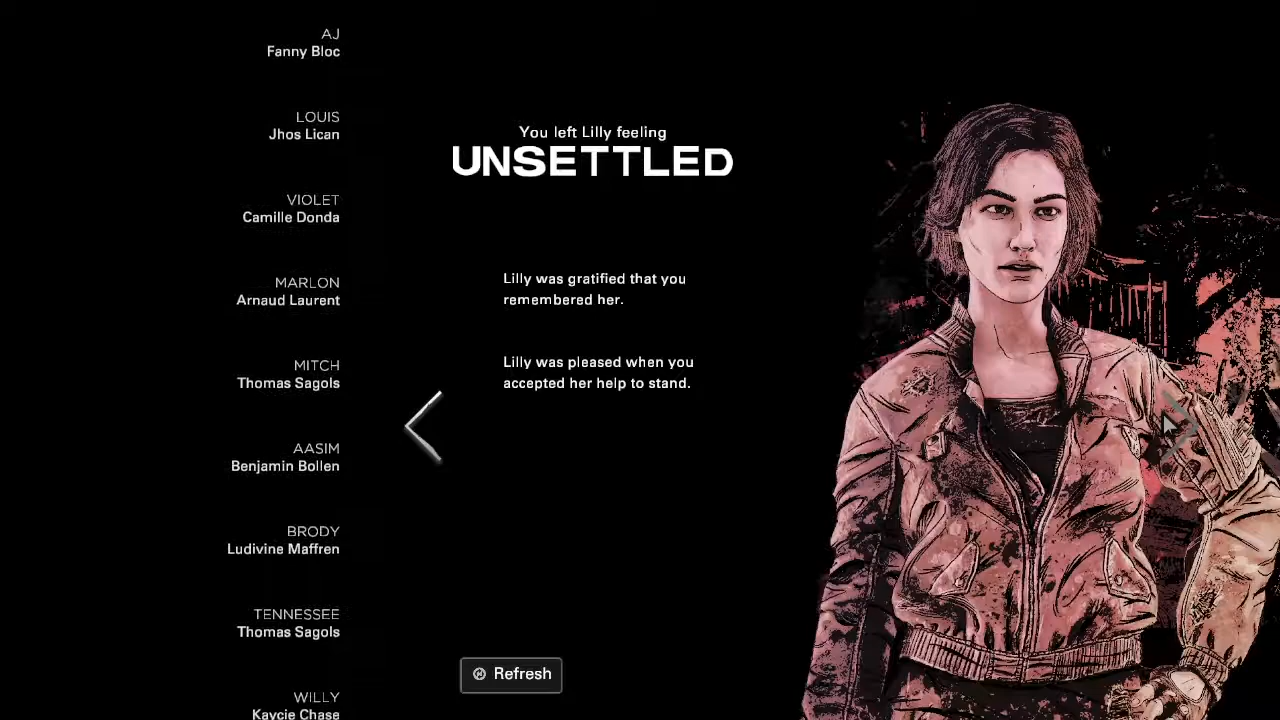 AJ
Fanny Bloc
LOUIS
Jhos Lican
VIOLET
Camille Donda
MARLON
Arnaud Laurent
MITCH
Thomas Sagols
AASIM
Benjamin Bollen
BRODY
Ludivine Maffren
TENNESSEE
Thomas Sagols
WILLY
Kaycie Chase
You left Lilly feeling
UNSETTLED
Lilly was gratified that you
remembered her.
Lilly was pleased when you
accepted her help to stand.
Refresh